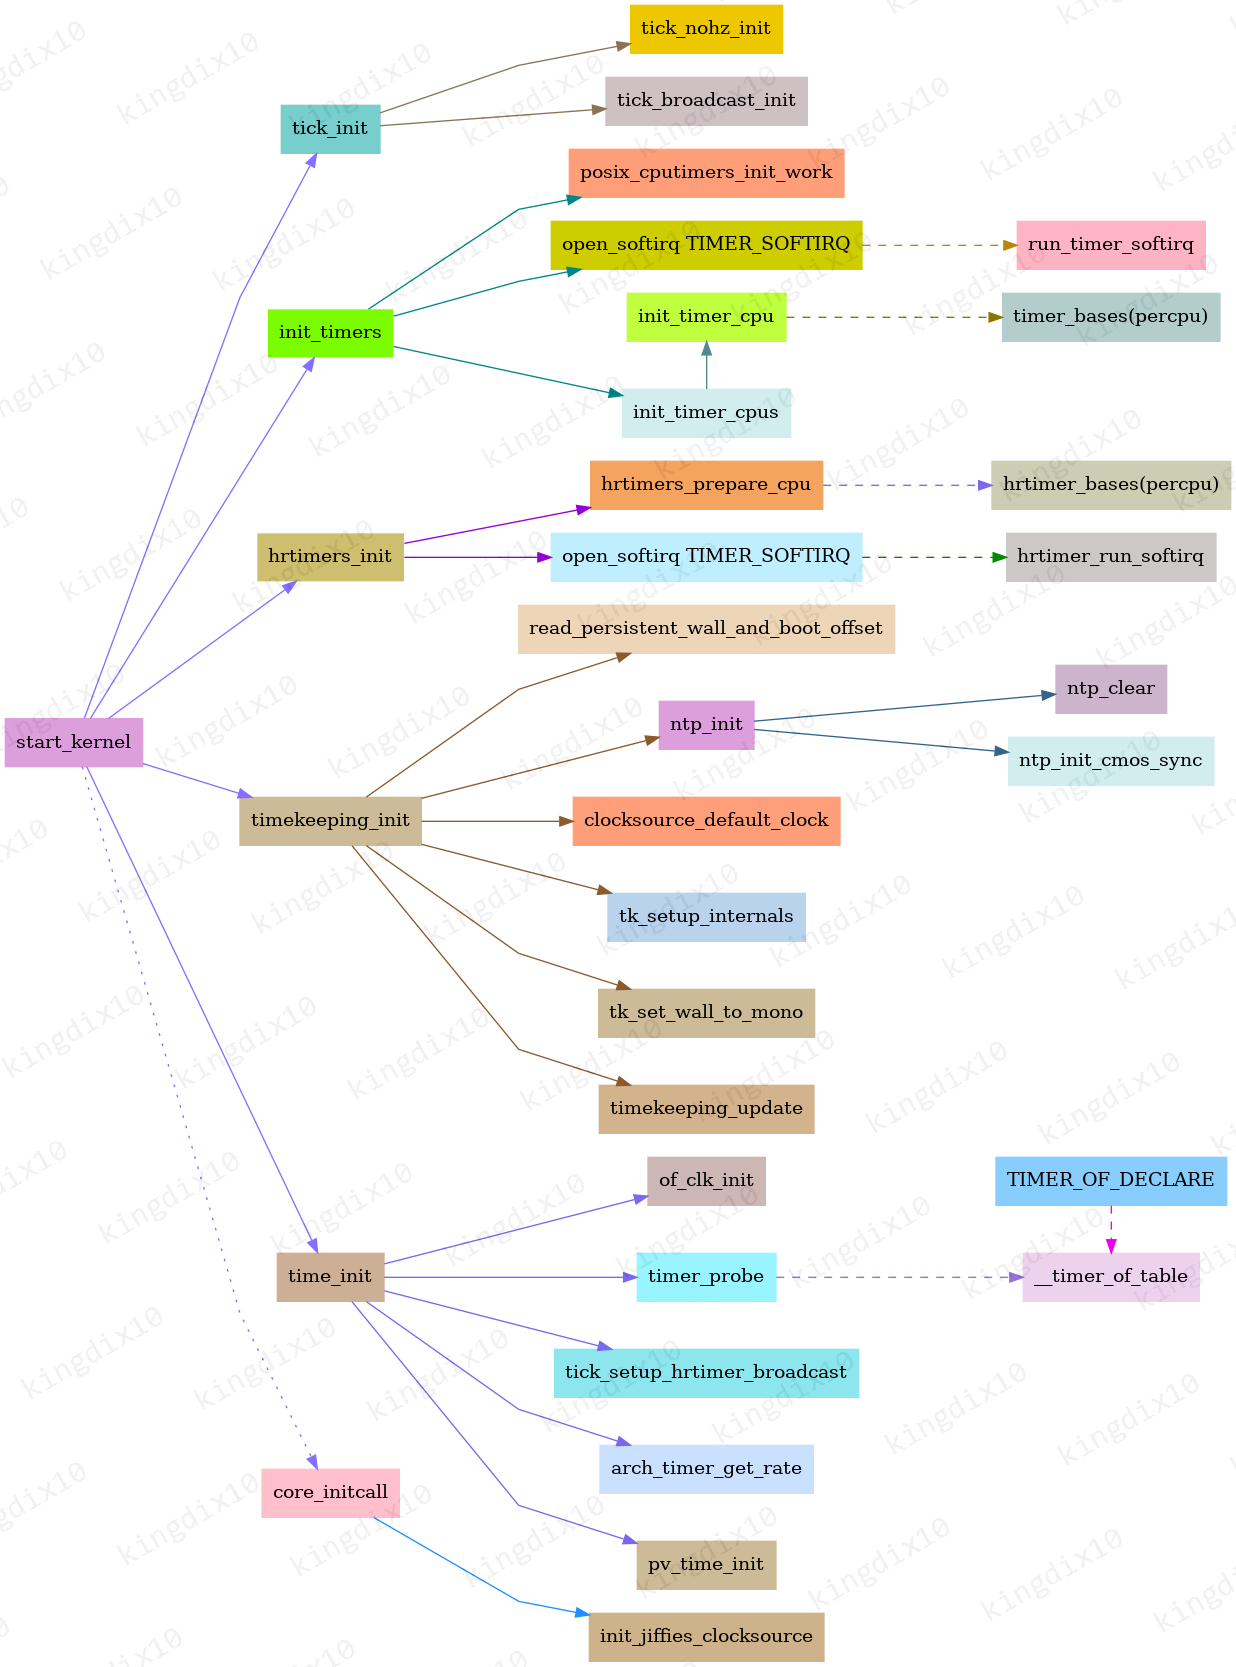 tick_nohz_init
tick_broadcast_init
tick_init
posix_cputimers_init_work
open_softirq TIMER_SOFTIRQ
run_timer_softirq
init_timers
init_timer_cpu
timer_bases(percpu)
init_timer_cpus
hrtimers_prepare_cpu
hrtimer_bases(percpu)
hrtimers_init
open_softirq TIMER_SOFTIRQ
hrtimer_run_softirq
read_persistent_wall_and_boot_offset
ntp_clear
start_kernel
ntp_init
ntp_init_cmos_sync
timekeeping_init
clocksource_default_clock
tk_setup_internals
tk_set_wall_to_mono
timekeeping_update
of_clk_init
TIMER_OF_DECLARE
time_init
timer_probe
__timer_of_table
tick_setup_hrtimer_broadcast
arch_timer_get_rate
core_initcall
pv_time_init
init_jiffies_clocksource
kingdix10